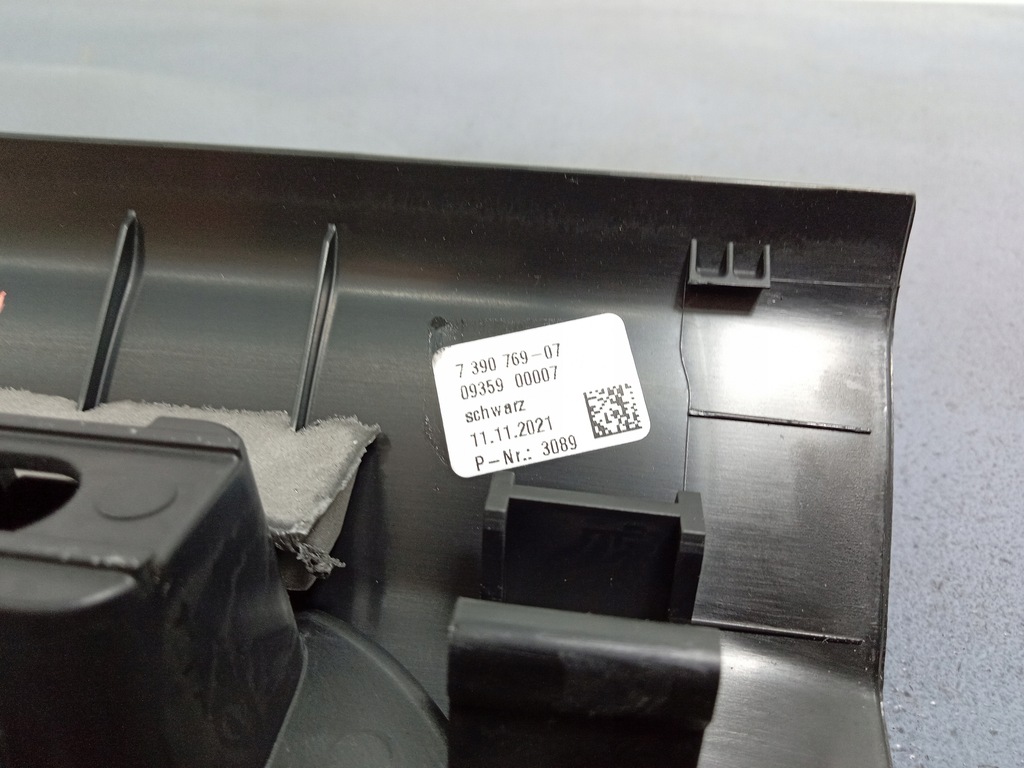 7 390 769-07
09359 00007
schwarz
11.11.2021
P-Nr.: 3089